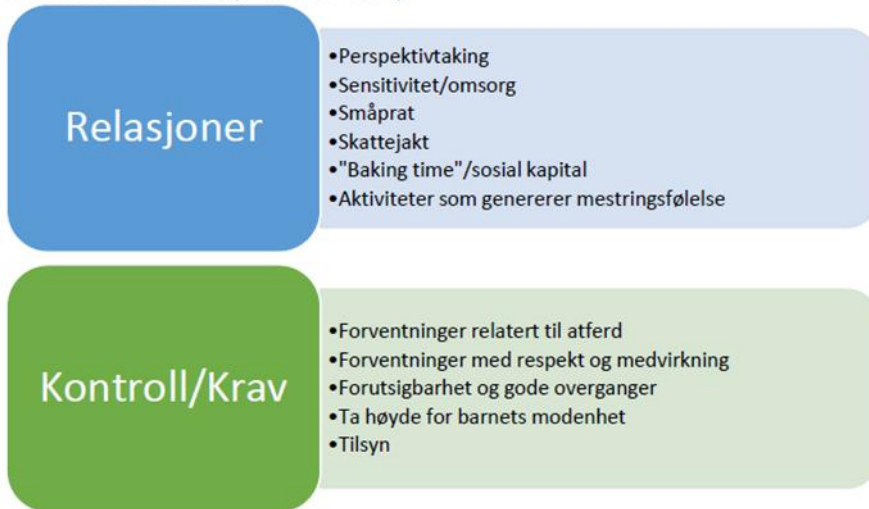 Relasjoner
•Perspektivtaking
•Sensitivitet/omsorg
•Småprat
•Skattejakt
•"Baking time"/sosial kapital
•Aktiviteter som genererer mestringsfølelse
Kontroll/Krav
•Forventninger relatert til atferd
•Forventninger med respekt og medvirkning
•Forutsigbarhet og gode overganger
•Ta høyde for barnets modenhet
•Tilsyn